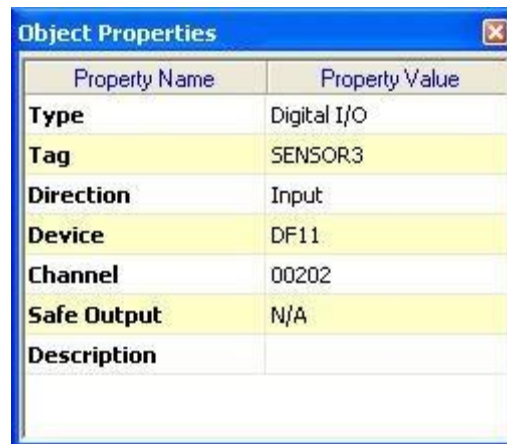 Object Properties
Property Name Property Value
Type Digital I/O
Tag SENSOR3
Direction Input
Device DF11
Channel 00202
Safe Output N/A
Description